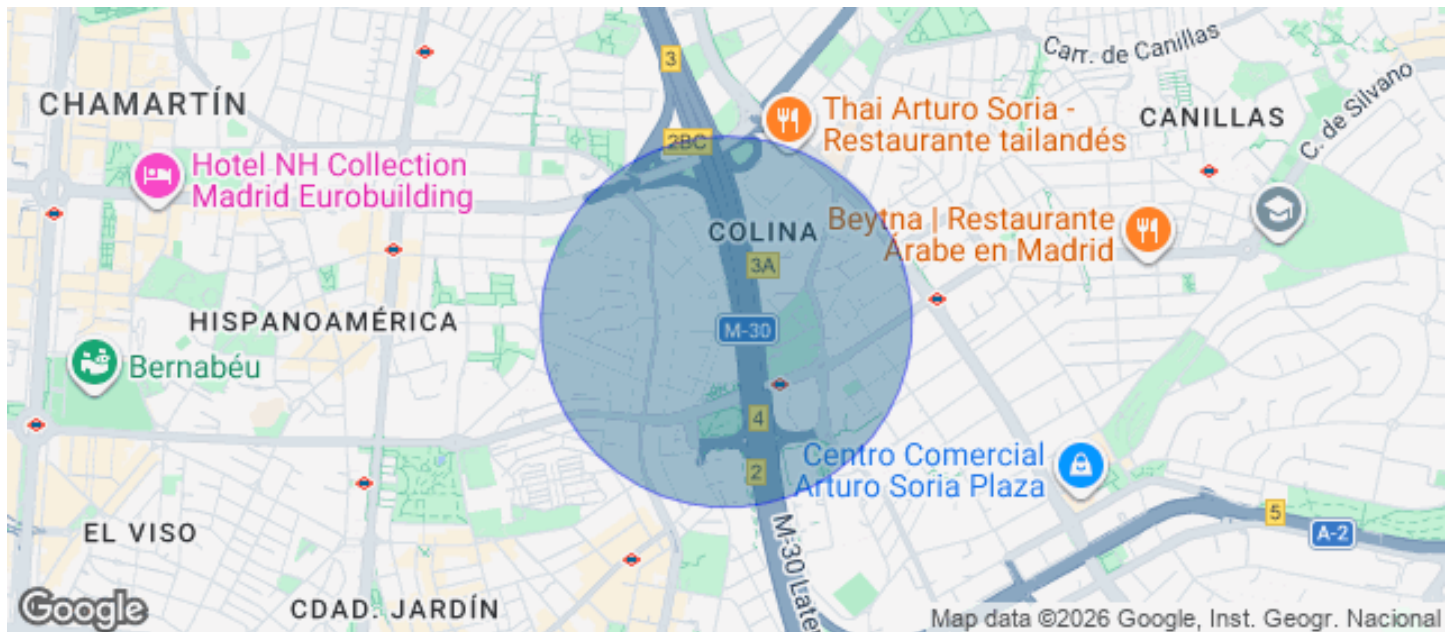 3
Carr. de Canillas
CHAMARTÍN
Thai Arturo Soria -
Restaurante tailandés
CANILLAS
C. de Silvano
2BC
Hotel NH Collection
Madrid Eurobuilding
COLINA
Beytna | Restaurante
Árabe en Madrid
3A
HISPANOAMÉRICA
M-30
Bernabéu
4
2
Centro Comercial
Arturo Soria Plaza
5
A-2
EL VISO
M-30 Late
CDAD. JARDÍN
Google
Map data ©2026 Google, Inst. Geogr. Nacional